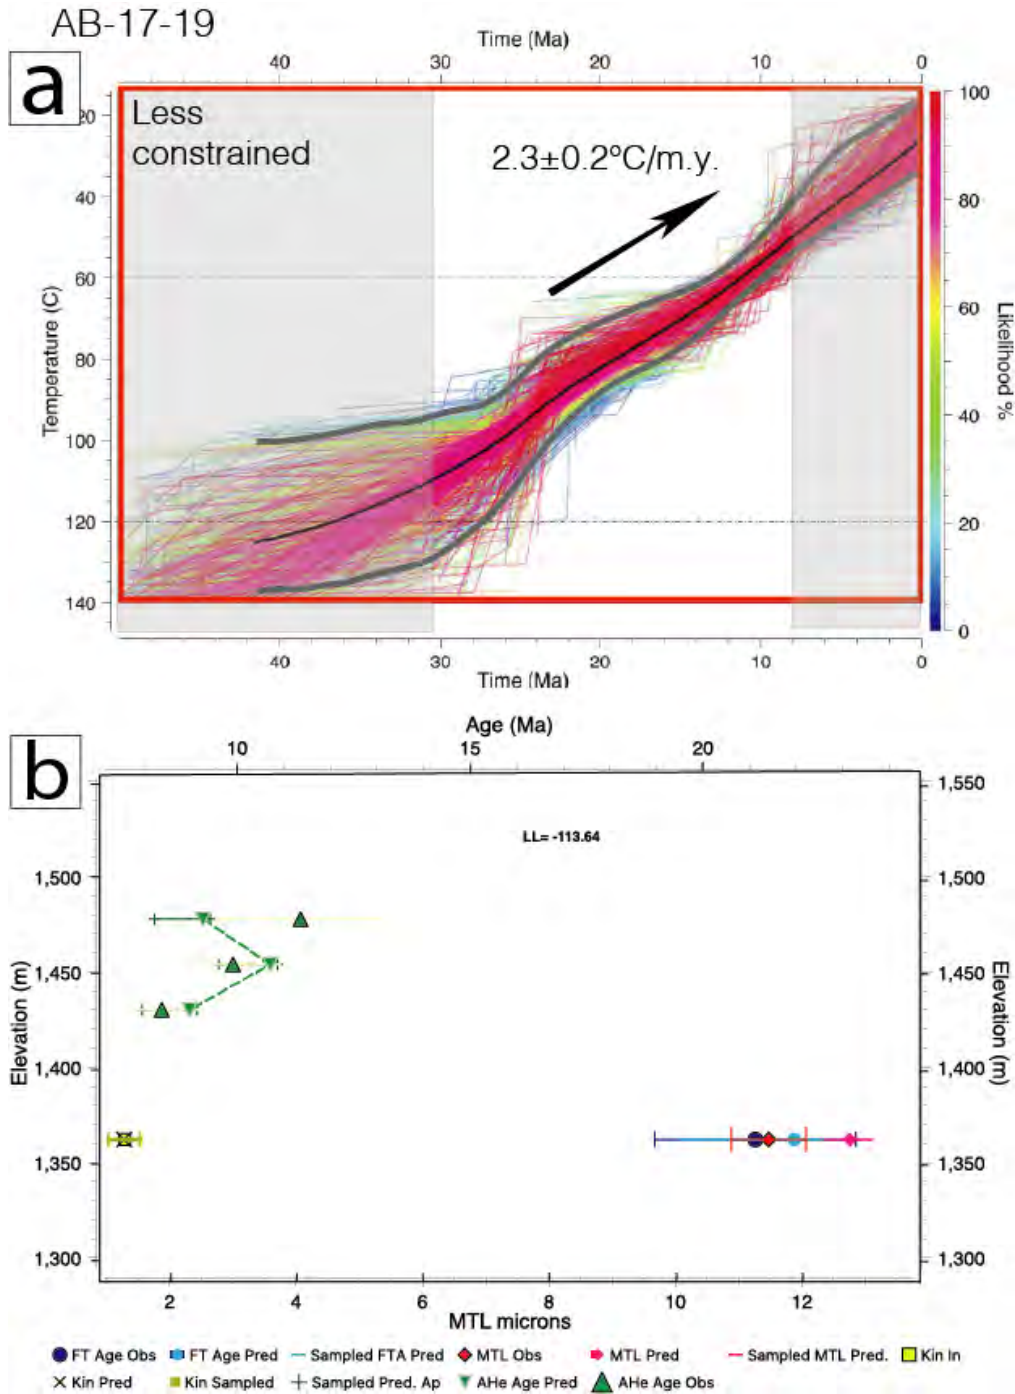 AB-17-19
a
Time (Ma)
40 30 20 10 0
Less
constrained
2.3±0.2°C/m.y.
20
40
60
80
100
120
140
Temperature (C)
100
80
60
40
20
0
Likelihood %
40 30 20 10 0
Time (Ma)
b
Age (Ma)
10 15 20
LL= -113.64
1,500
1,450
1,400
1,350
1,300
Elevation (m)
1,550
1,500
1,450
1,400
1,350
1,300
Elevation (m)
2 4 6 8 10 12
MTL microns
FT Age Obs FT Age Pred Sampled FTA Pred MTL Obs MTL Pred Sampled MTL Pred. Kin In
Kin Pred Kin Sampled Sampled Pred. Ap AHe Age Pred AHe Age Obs